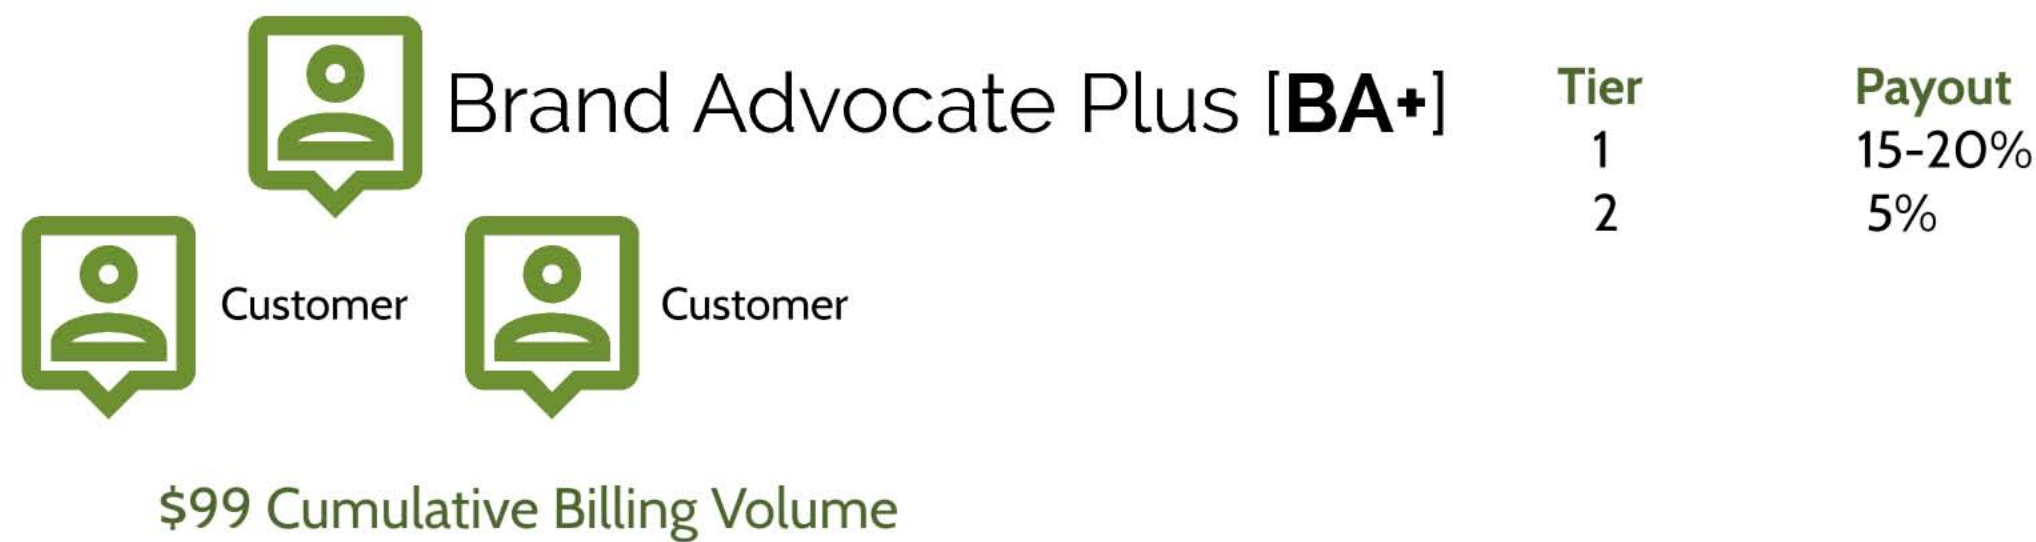 Brand Advocate Plus [BA+]
Tier Payout
1 15-20%
2 5%
Customer Customer
$99 Cumulative Billing Volume